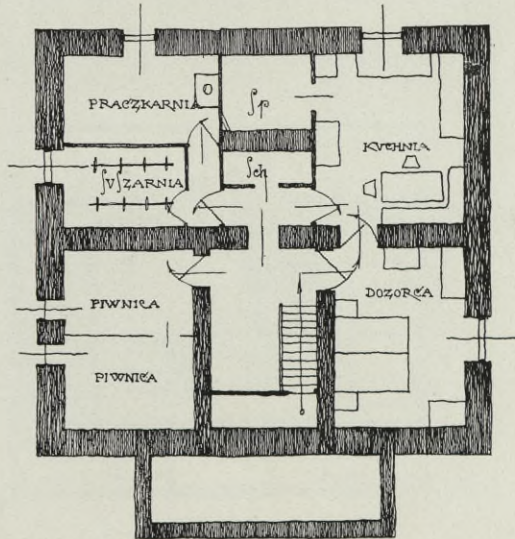 PRACZKARNIA
Sp
KUCHNIA
Sch
SUSZARNIA
PIWNICA
DOZORCA
PIWNICA